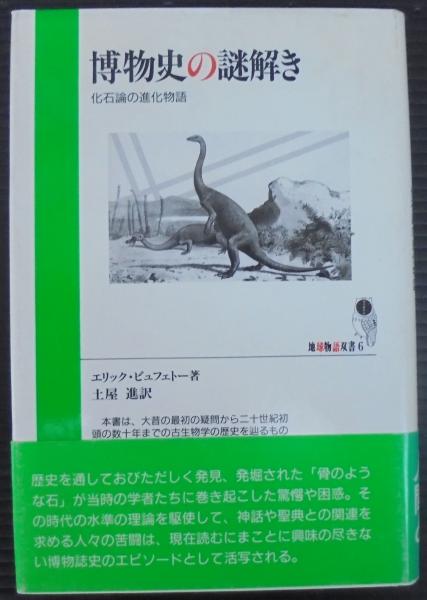 博物史の謎解き
化石論の進化物語
地球物語双書6
エリック・ビュフェトー著
土屋 進訳
本書は、大昔の最初の疑問から二十世紀初
頭の数十年までの古生物学の歴史を辿るもの
歴史を通しておびただしく発見、発掘された「骨のよう
な石」が当時の学者たちに巻き起こした驚愕や困惑。そ
の時代の水準の理論を駆使して、神話や聖典との関連を
求める人々の苦闘は、現在読むにまことに興味の尽きな
い博物誌史のエピソードとして活写される。